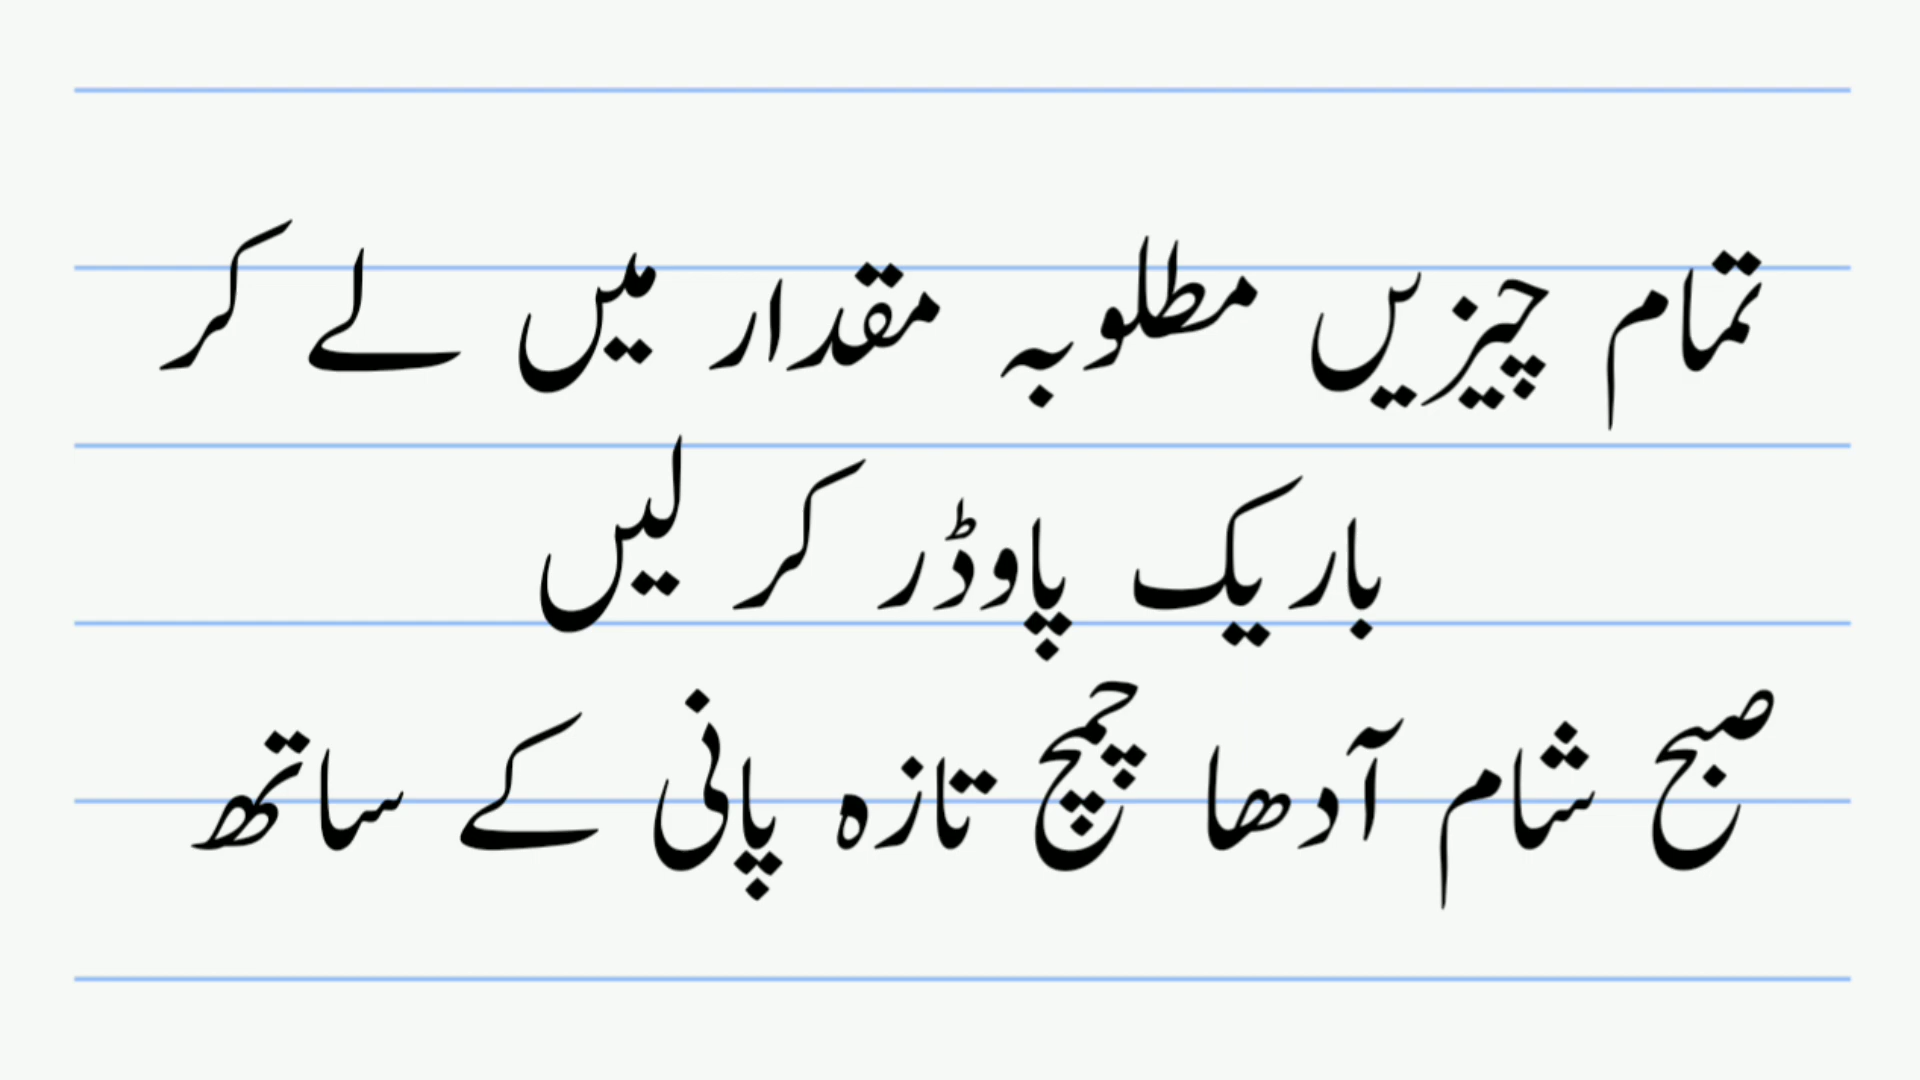 تمام چیزیں مطلوبہ مقدار میں لے کر
باریک پاوڈر کر لیں
صبح شام آدھا چمچ تازہ پانی کے ساتھ